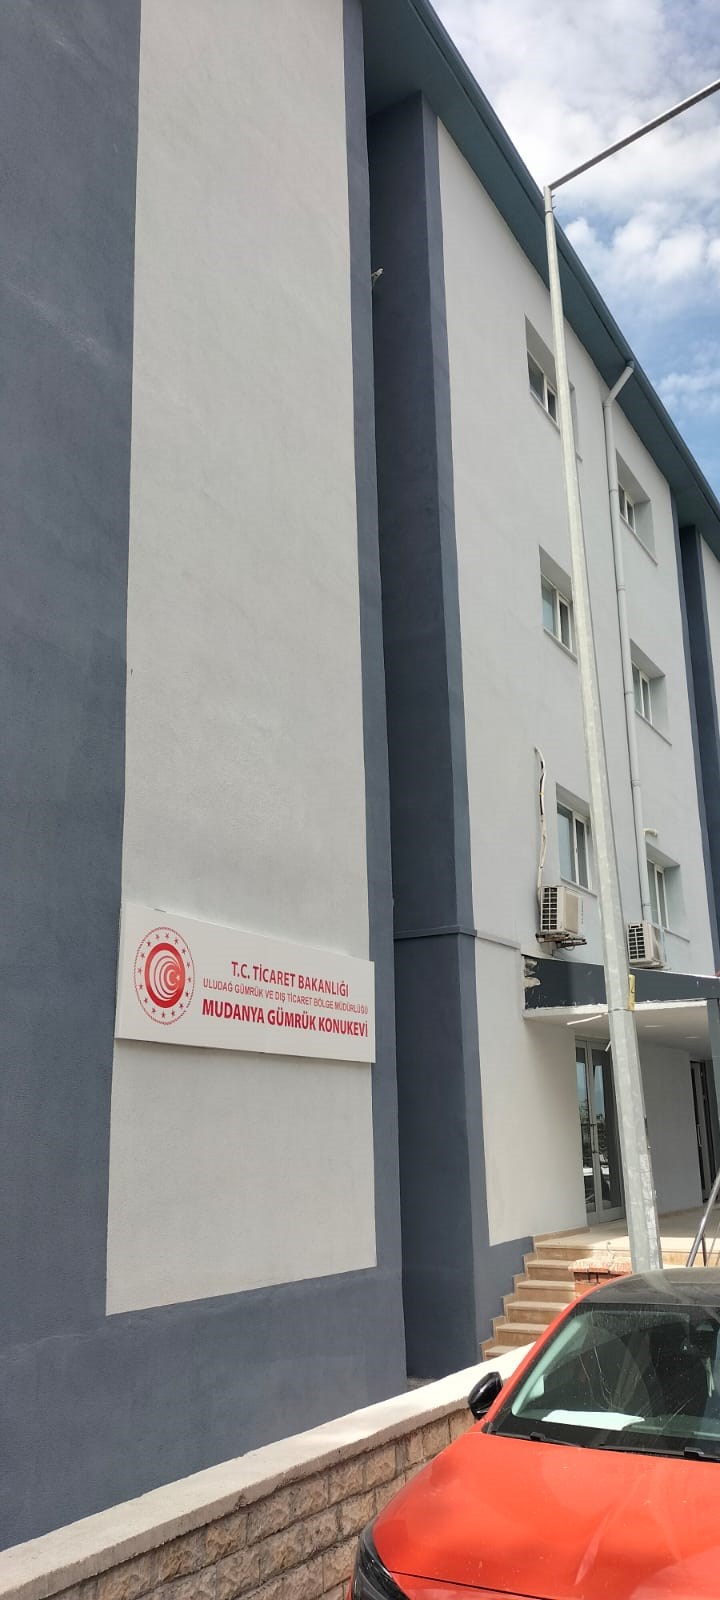 T.C. TİCARET BAKANLIĞI
ULUDAĞ GÜMRÜK VE DIŞ TİCARET BÖLGE MÜDÜRLÜĞÜ
MUDANYA GÜMRÜK KONUKEVİ